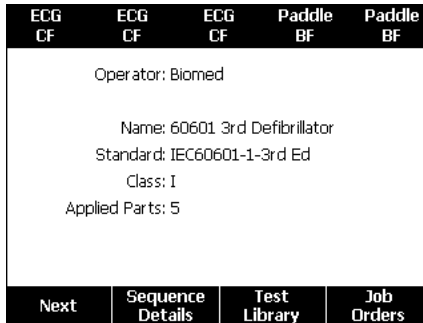 ECG ECG ECG Paddle Paddle
CF CF CF BF BF
Operator: Biomed
Name: 60601 3rd Defibrillator
Standard: IEC60601-1-3rd Ed
Class: I
Applied Parts: 5
Next Sequence Details Test Library Job Orders